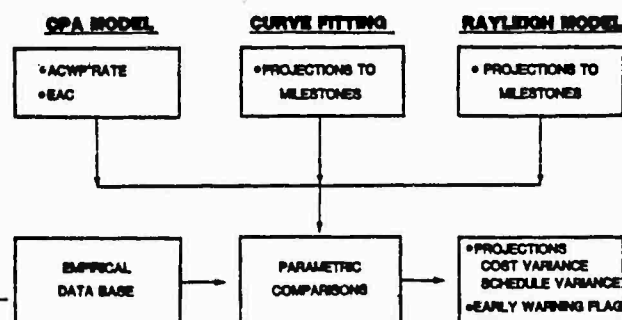 CPA MODEL
CURVE FITTING
RAYLEIGH MODEL
• ACWP RATE
• EAC
• PROJECTIONS TO
MILESTONES
• PROJECTIONS TO
MILESTONES
EMPIRICAL
DATA BASE
PARAMETRIC
COMPARISONS
• PROJECTIONS
COST VARIANCE
SCHEDULE VARIANCE
• EARLY WARNING FLAG